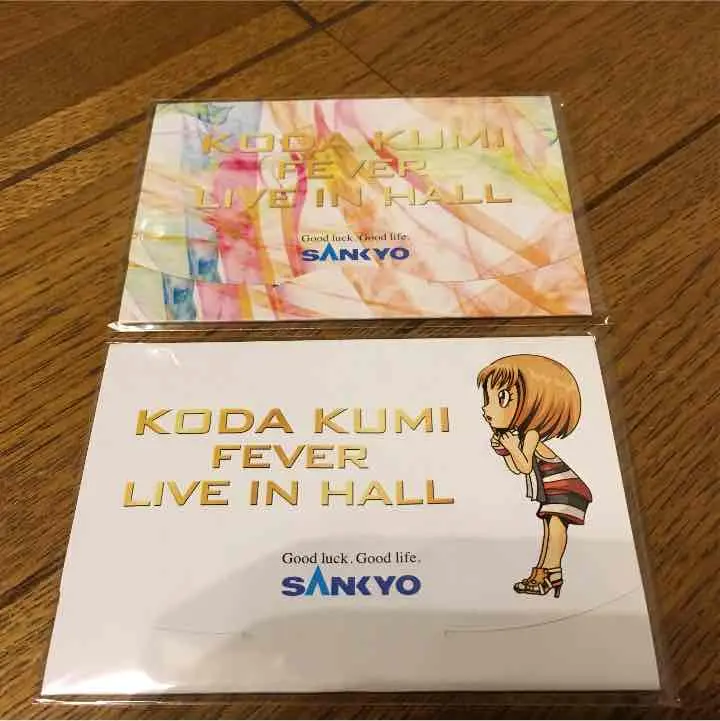 KODA KUMI
FEVER
LIVE IN HALL
Good luck. Good life.
SANKYO
KODA KUMI
FEVER
LIVE IN HALL
Good luck. Good life.
SANKYO